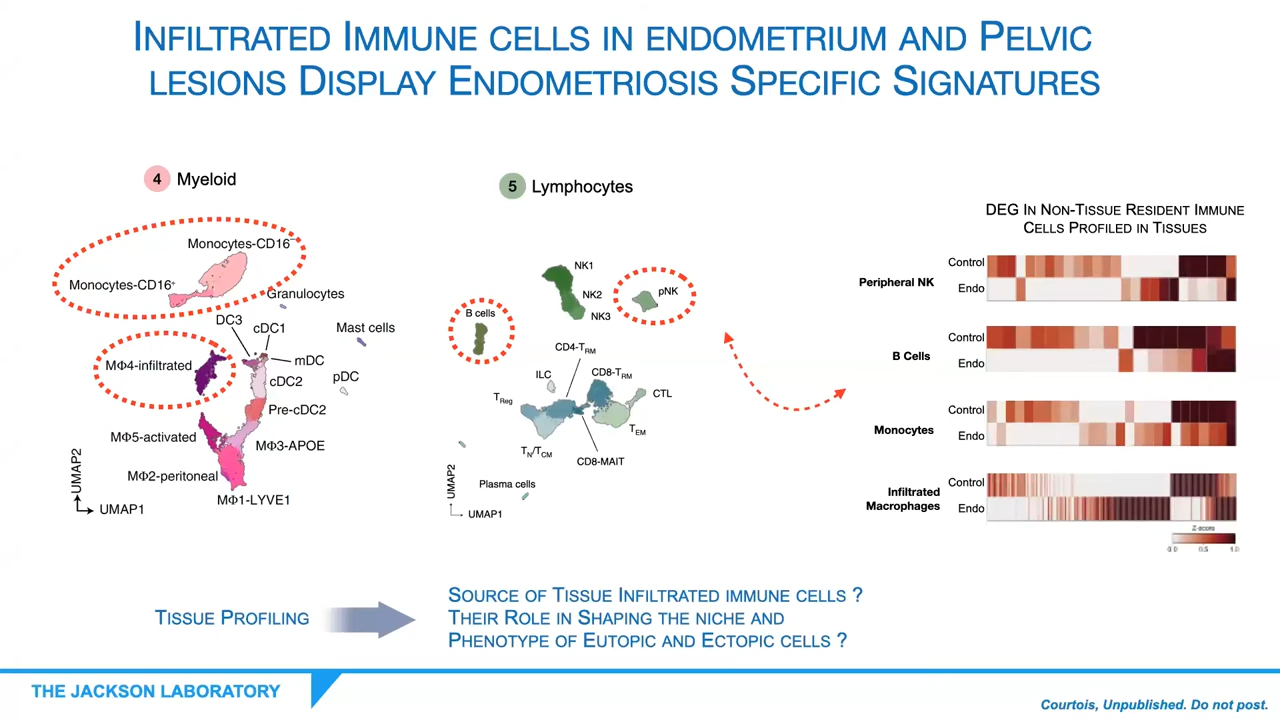 INFILTRATED IMMUNE CELLS IN ENDOMETRIUM AND PELVIC
LESIONS DISPLAY ENDOMETRIOSIS SPECIFIC SIGNATURES
4 Myeloid
Monocytes-CD16⁻
Monocytes-CD16⁺
Granulocytes
DC3
cDC1
Mast cells
MΦ4-infiltrated
mDC
cDC2
pDC
Pre-cDC2
MΦ5-activated
MΦ3-APOE
MΦ2-peritoneal
MΦ1-LYVE1
UMAP2
UMAP1
5 Lymphocytes
NK1
NK2
NK3
pNK
B cells
CD4-TRM
ILC
CD8-TRM
CTL
TReg
TEM
TN/TCM
CD8-MAIT
Plasma cells
UMAP2
UMAP1
DEG IN NON-TISSUE RESIDENT IMMUNE
CELLS PROFILED IN TISSUES
Peripheral NK
Control
Endo
B Cells
Control
Endo
Monocytes
Control
Endo
Infiltrated
Macrophages
Control
Endo
Z-score
0.0 0.5 1.0
TISSUE PROFILING
SOURCE OF TISSUE INFILTRATED IMMUNE CELLS ?
THEIR ROLE IN SHAPING THE NICHE AND
PHENOTYPE OF EUTOPIC AND ECTOPIC CELLS ?
THE JACKSON LABORATORY
Courtois, Unpublished. Do not post.